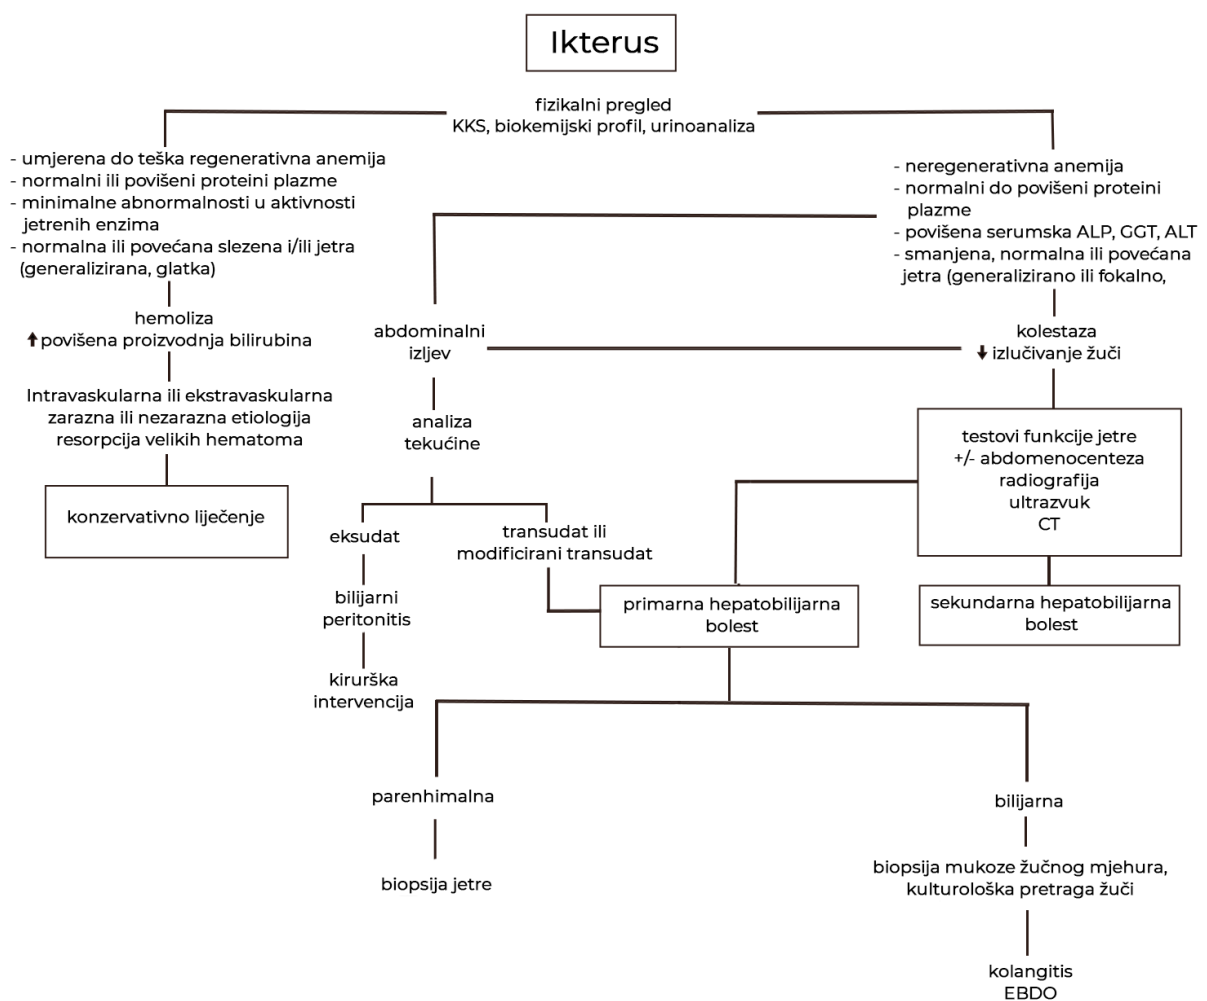 Ikterus
fizikalni pregled
KKS, biokemijski profil, urinoanaliza
- umjerena do teška regenerativna anemija
- normalni ili povišeni proteini plazme
- minimalne abnormalnosti u aktivnosti
jetrenih enzima
- normalna ili povećana slezena i/ili jetra
(generalizirana, glatka)
hemoliza
⬆povišena proizvodnja bilirubina
Intravaskularna ili ekstravaskularna
zarazna ili nezarazna etiologija
resorpcija velikih hematoma
konzervativno liječenje
- neregenerativna anemija
- normalni do povišeni proteini
plazme
- povišena serumska ALP, GGT, ALT
- smanjena, normalna ili povećana
jetra (generalizirano ili fokalno,
abdominalni
izljev
kolestaza
⬇ izlučivanje žuči
analiza
tekućine
testovi funkcije jetre
+/- abdomenocenteza
radiografija
ultrazvuk
CT
eksudat
transudat ili
modificirani transudat
bilijarni
peritonitis
kirurška
intervencija
primarna hepatobilijarna
bolest
sekundarna hepatobilijarna
bolest
parenhimalna
biopsija jetre
bilijarna
biopsija mukoze žučnog mjehura,
kulturološka pretraga žuči
kolangitis
EBDO